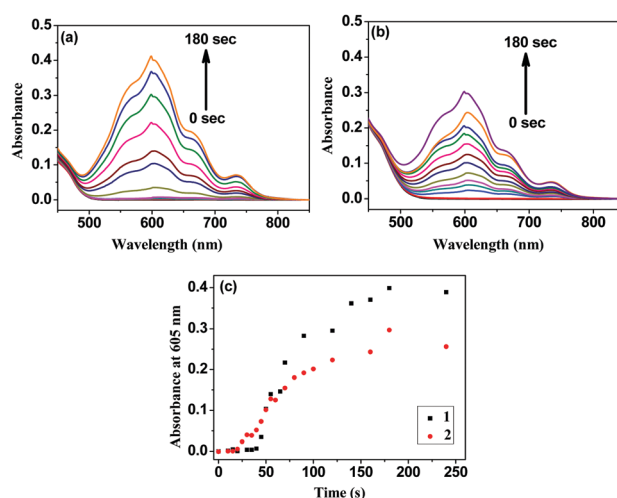 (a)
180 sec
0 sec
0.5
0.4
0.3
0.2
0.1
0.0
500 600 700 800
Absorbance
Wavelength (nm)
(b)
180 sec
0 sec
0.5
0.4
0.3
0.2
0.1
0.0
500 600 700 800
Absorbance
Wavelength (nm)
(c)
0.4
0.3
0.2
0.1
0.0
0 50 100 150 200 250
Absorbance at 605 nm
Time (s)
1
2